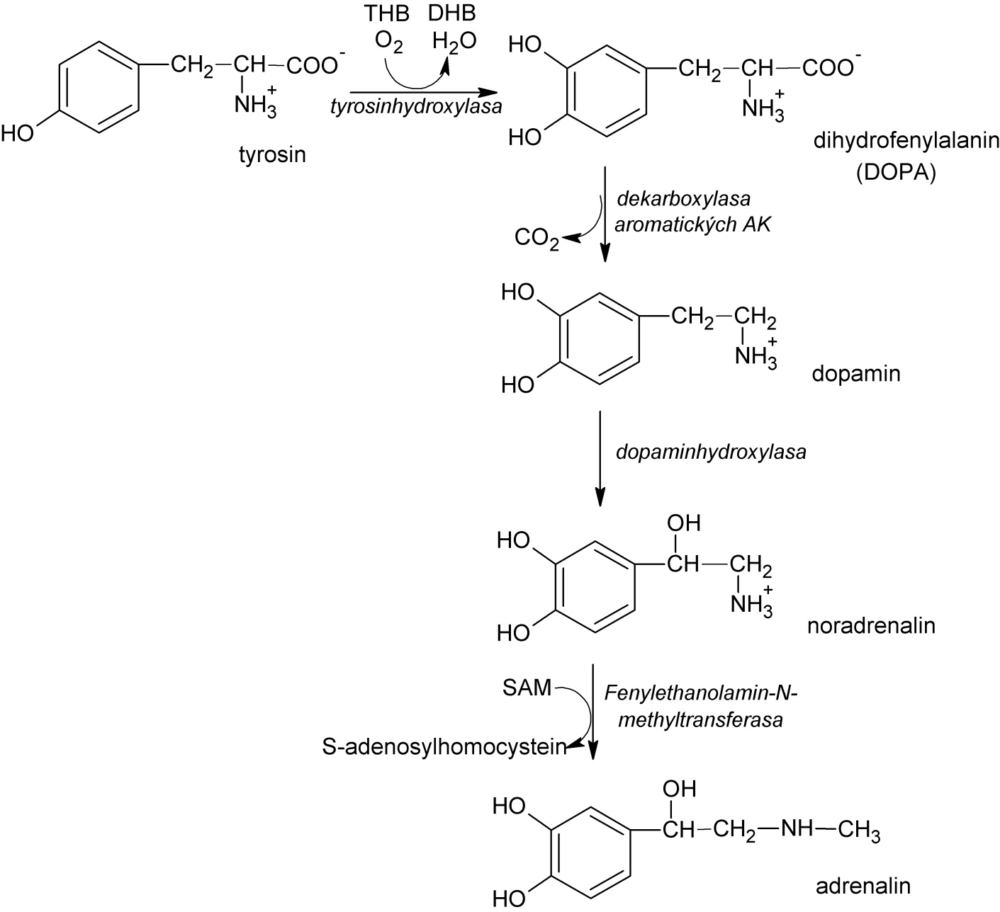 THB DHB
O2 H2O
CH2 CH COO-
NH3+
HO
tyrosin
tyrosinhydroxylasa
HO
CH2 CH COO-
NH3+
HO
dihydrofenylalanin
(DOPA)
dekarboxylasa
aromatických AK
CO2
HO
CH2 CH2
NH3+
HO
dopamin
dopaminhydroxylasa
OH
HO
CH CH2
NH3+
HO
noradrenalin
SAM
Fenylethanolamin-N-
methyltransferasa
S-adenosylhomocystein
OH
HO
CH CH2 NH CH3
HO
adrenalin